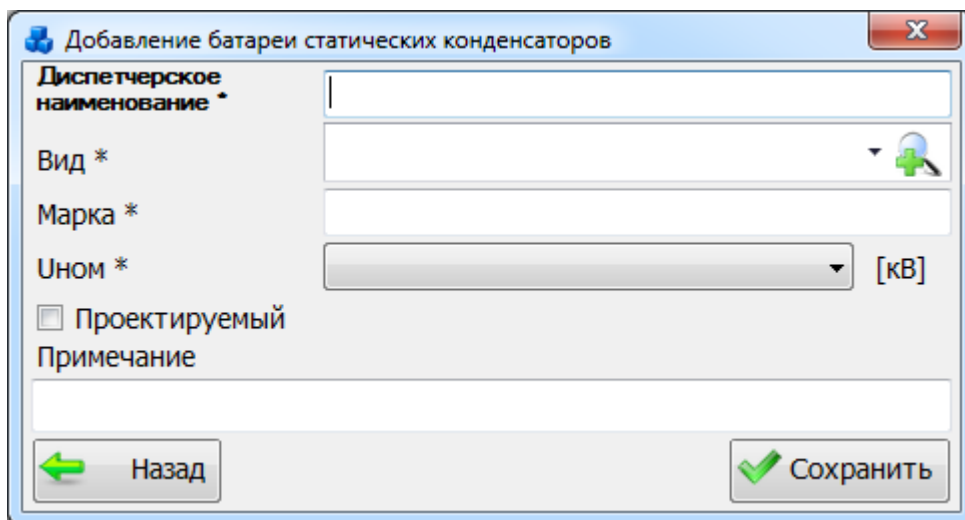 Добавление батареи статических конденсаторов
Диспетчерское
наименование *
Вид *
Марка *
Uном *
[кВ]
Проектируемый
Примечание
Назад
Сохранить